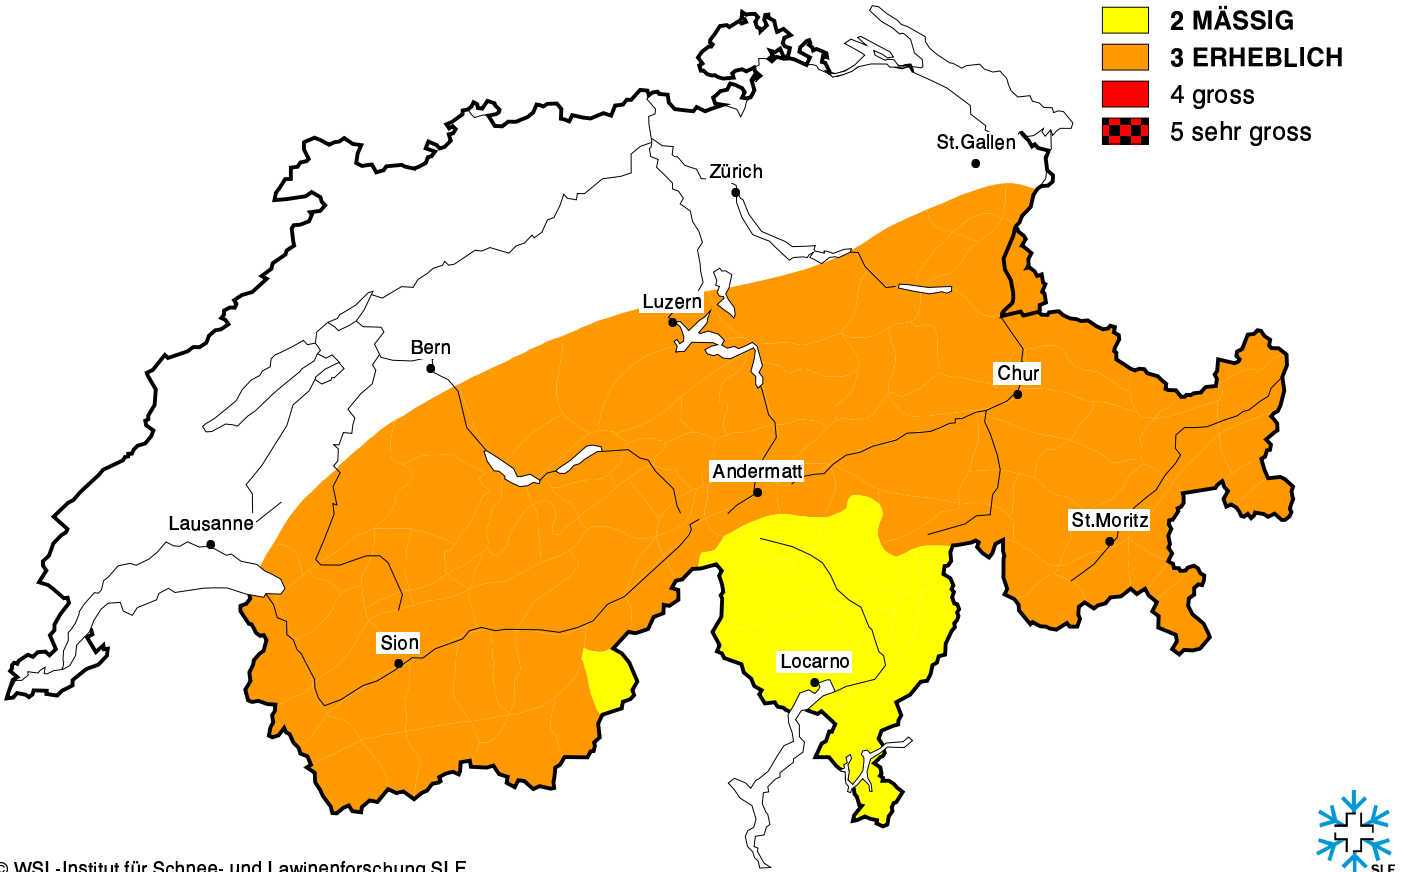 2 MÄSSIG
3 ERHEBLICH
4 gross
5 sehr gross
St.Gallen
Zürich
Luzern
Bern
Chur
Andermatt
Lausanne
St.Moritz
Sion
Locarno
© WSL-Institut für Schnee- und Lawinenforschung SLF
SLF